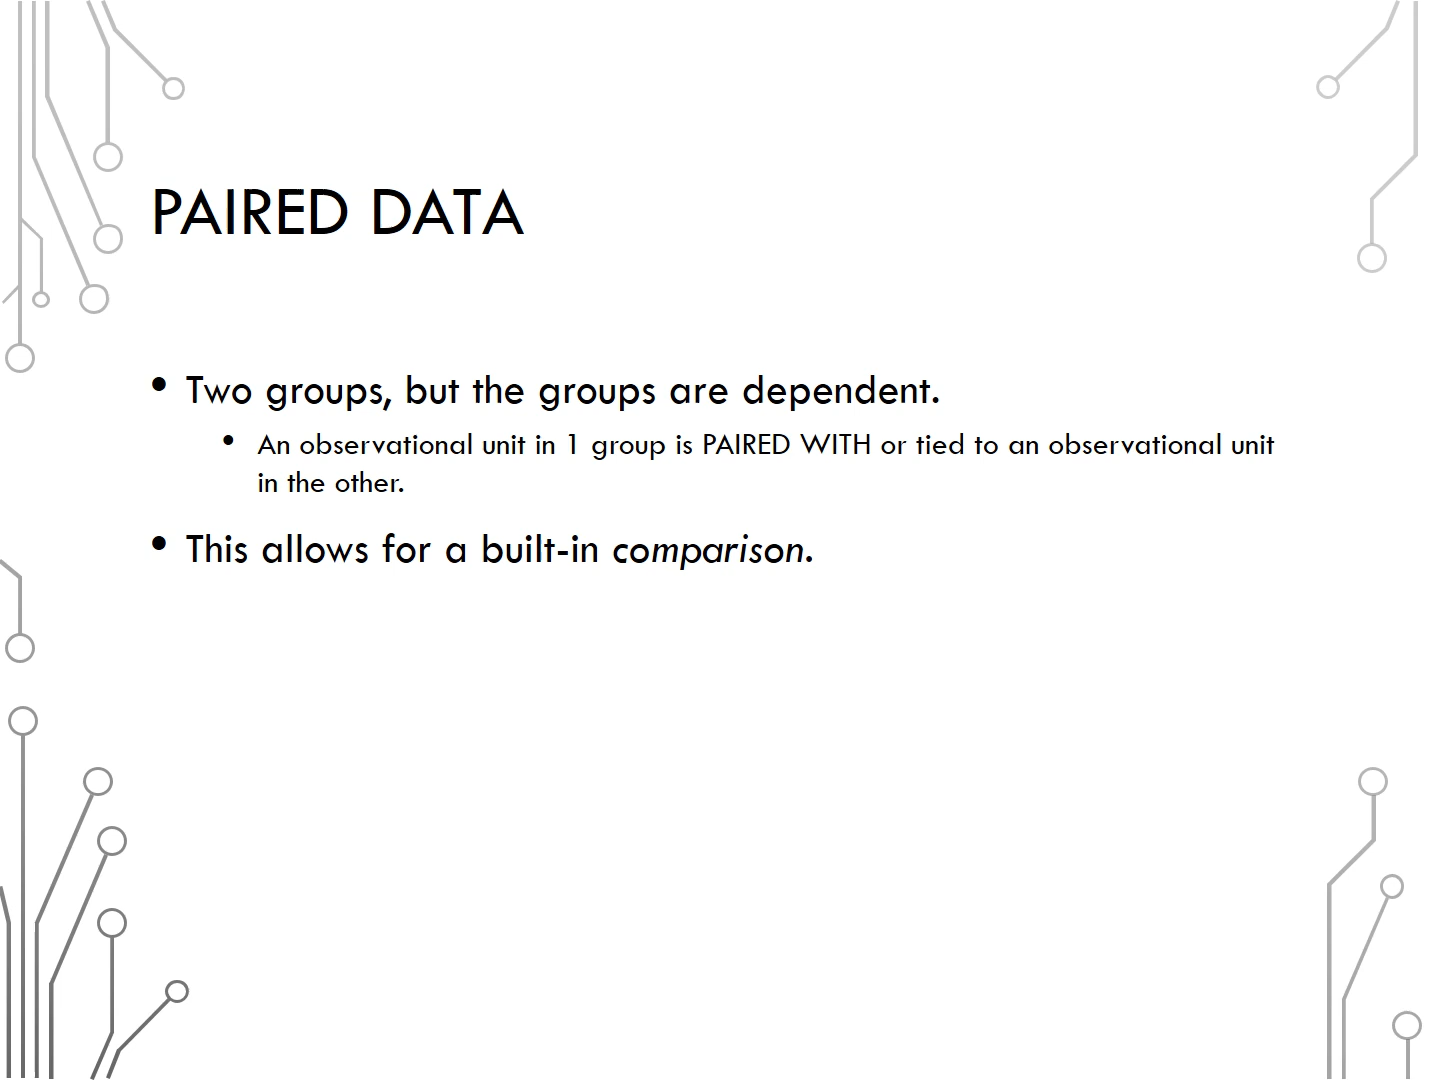 PAIRED DATA
• Two groups, but the groups are dependent.
• An observational unit in 1 group is PAIRED WITH or tied to an observational unit
in the other.
• This allows for a built-in comparison.